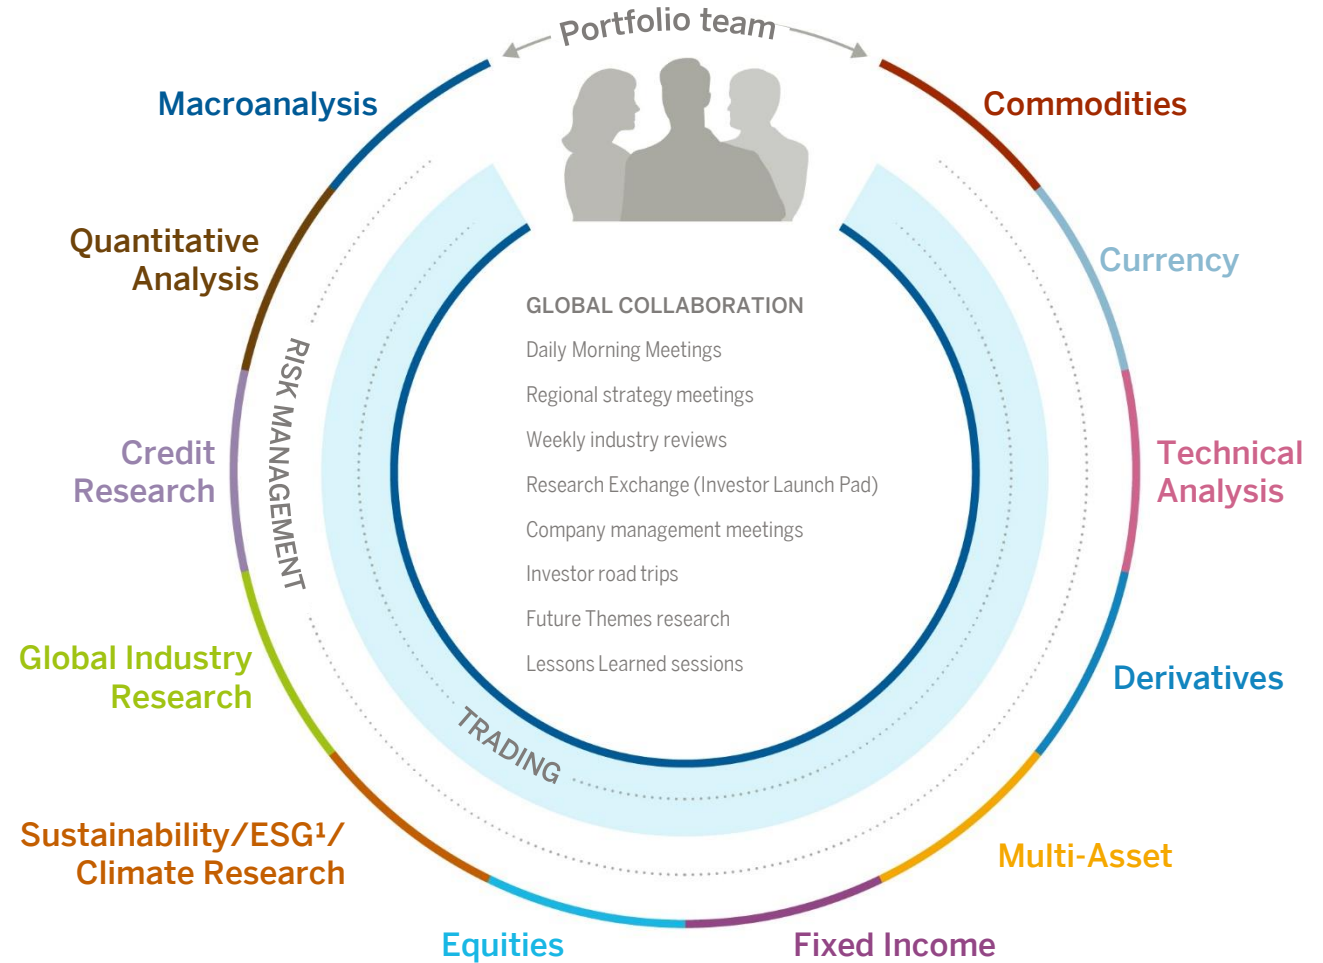 Portfolio team
Macroanalysis
Commodities
Quantitative
Analysis
Currency
GLOBAL COLLABORATION
Daily Morning Meetings
Regional strategy meetings
Weekly industry reviews
Research Exchange (Investor Launch Pad)
Company management meetings
Investor road trips
Future Themes research
Lessons Learned sessions
RISK MANAGEMENT
Credit
Research
Technical
Analysis
Global Industry
Research
Derivatives
TRADING
Sustainability/ESG¹/
Climate Research
Multi-Asset
Equities
Fixed Income